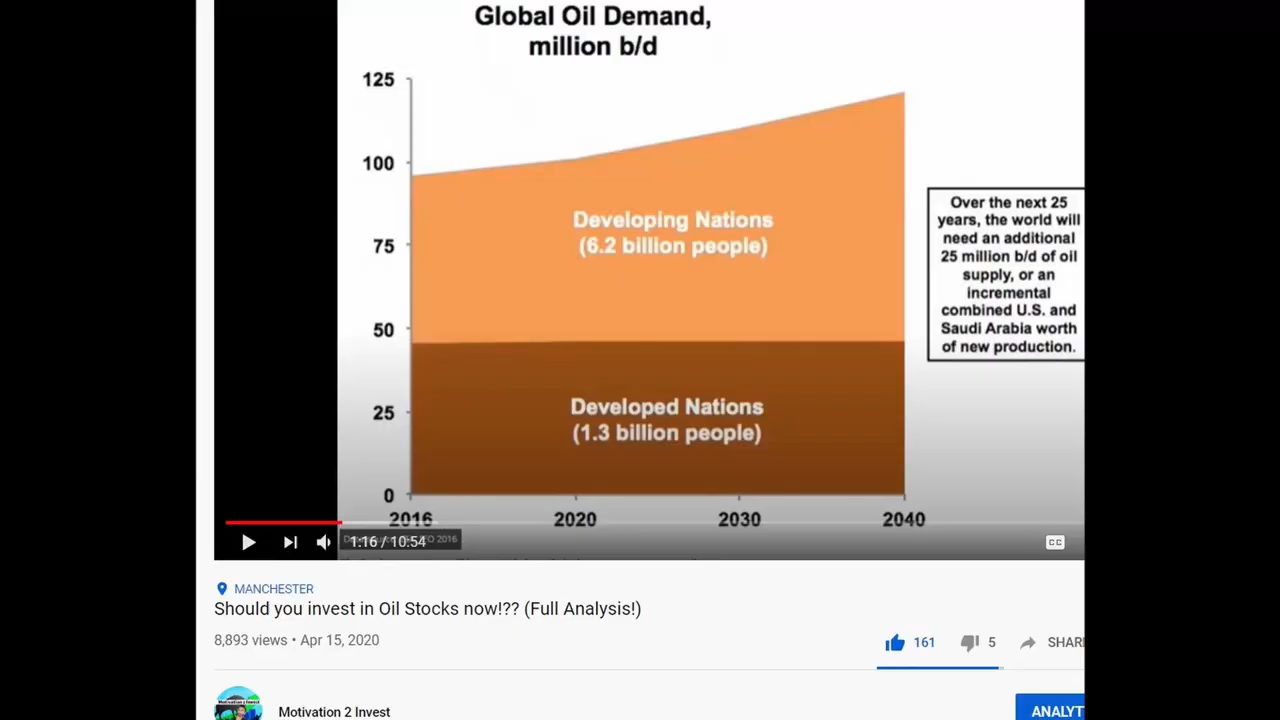 Global Oil Demand,
million b/d
125
100
75
50
25
0
Developing Nations
(6.2 billion people)
Developed Nations
(1.3 billion people)
2016
2020
2030
2040
Over the next 25
years, the world will
need an additional
25 million b/d of oil
supply, or an
incremental
combined U.S. and
Saudi Arabia worth
of new production.
1:16 / 10:54
2016
CC
MANCHESTER
Should you invest in Oil Stocks now!?? (Full Analysis!)
8,893 views • Apr 15, 2020
161
5
SHAR
Motivation 2 Invest
ANALYT